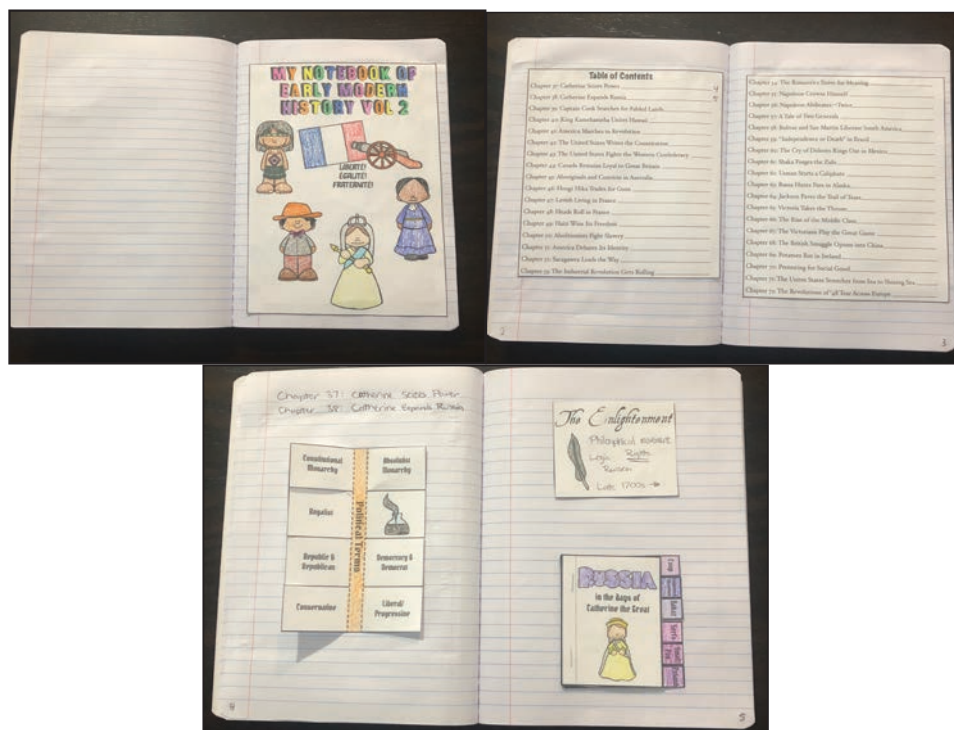 MY NOTEBOOK OF
EARLY MODERN
HISTORY VOL 2
LIBERTÉ!
ÉGALITÉ!
FRATERNITÉ!
Table of Contents
Chapter 37: Catherine Seizes Power 4
Chapter 38: Catherine Expands Russia 5
Chapter 39: Captain Cook Searches for Fabled Lands
Chapter 40: King Kamehameha Unites Hawaii
Chapter 41: America Marches to Revolution
Chapter 42: The United States Writes the Constitution
Chapter 43: The United States Fights the Western Confederacy
Chapter 44: Canada Remains Loyal to Great Britain
Chapter 45: Aboriginals and Convicts in Australia
Chapter 46: Hongi Hika Trades for Guns
Chapter 47: Lavish Living in France
Chapter 48: Heads Roll in France
Chapter 49: Haiti Wins Its Freedom
Chapter 50: Abolitionists Fight Slavery
Chapter 51: America Debates Its Identity
Chapter 52: Sacagawea Leads the Way
Chapter 53: The Industrial Revolution Gets Rolling
2
Chapter 54: The Romantics Yearn for Meaning
Chapter 55: Napoleon Crowns Himself
Chapter 56: Napoleon Abdicates—Twice
Chapter 57: A Tale of Two Generals
Chapter 58: Bolívar and San Martín Liberate South America
Chapter 59: "Independence or Death" in Brazil
Chapter 60: The Cry of Dolores Rings Out in Mexico
Chapter 61: Shaka Forges the Zulu
Chapter 62: Usman Starts a Caliphate
Chapter 63: Russia Hunts Furs in Alaska
Chapter 64: Jackson Paves the Trail of Tears
Chapter 65: Victoria Takes the Throne
Chapter 66: The Rise of the Middle Class
Chapter 67: The Victorians Play the Great Game
Chapter 68: The British Smuggle Opium into China
Chapter 69: Potatoes Rot in Ireland
Chapter 70: Protesting for Social Good
Chapter 71: The United States Stretches from Sea to Shining Sea
Chapter 72: The Revolutions of '48 Tear Across Europe
3
Chapter 37: Catherine Seizes Power
Chapter 38: Catherine Expands Russia
Constitutional
Monarchy
Absolutist
Monarchy
Political Terms
Royalist
Republic &
Republican
Democracy &
Democrat
Conservative
Liberal/
Progressive
4
The Enlightenment
Philosophical movement
Logic Rights
Reason
Late 1700s →
RUSSIA
in the Days of
Catherine the Great
Coup
Serfs
5